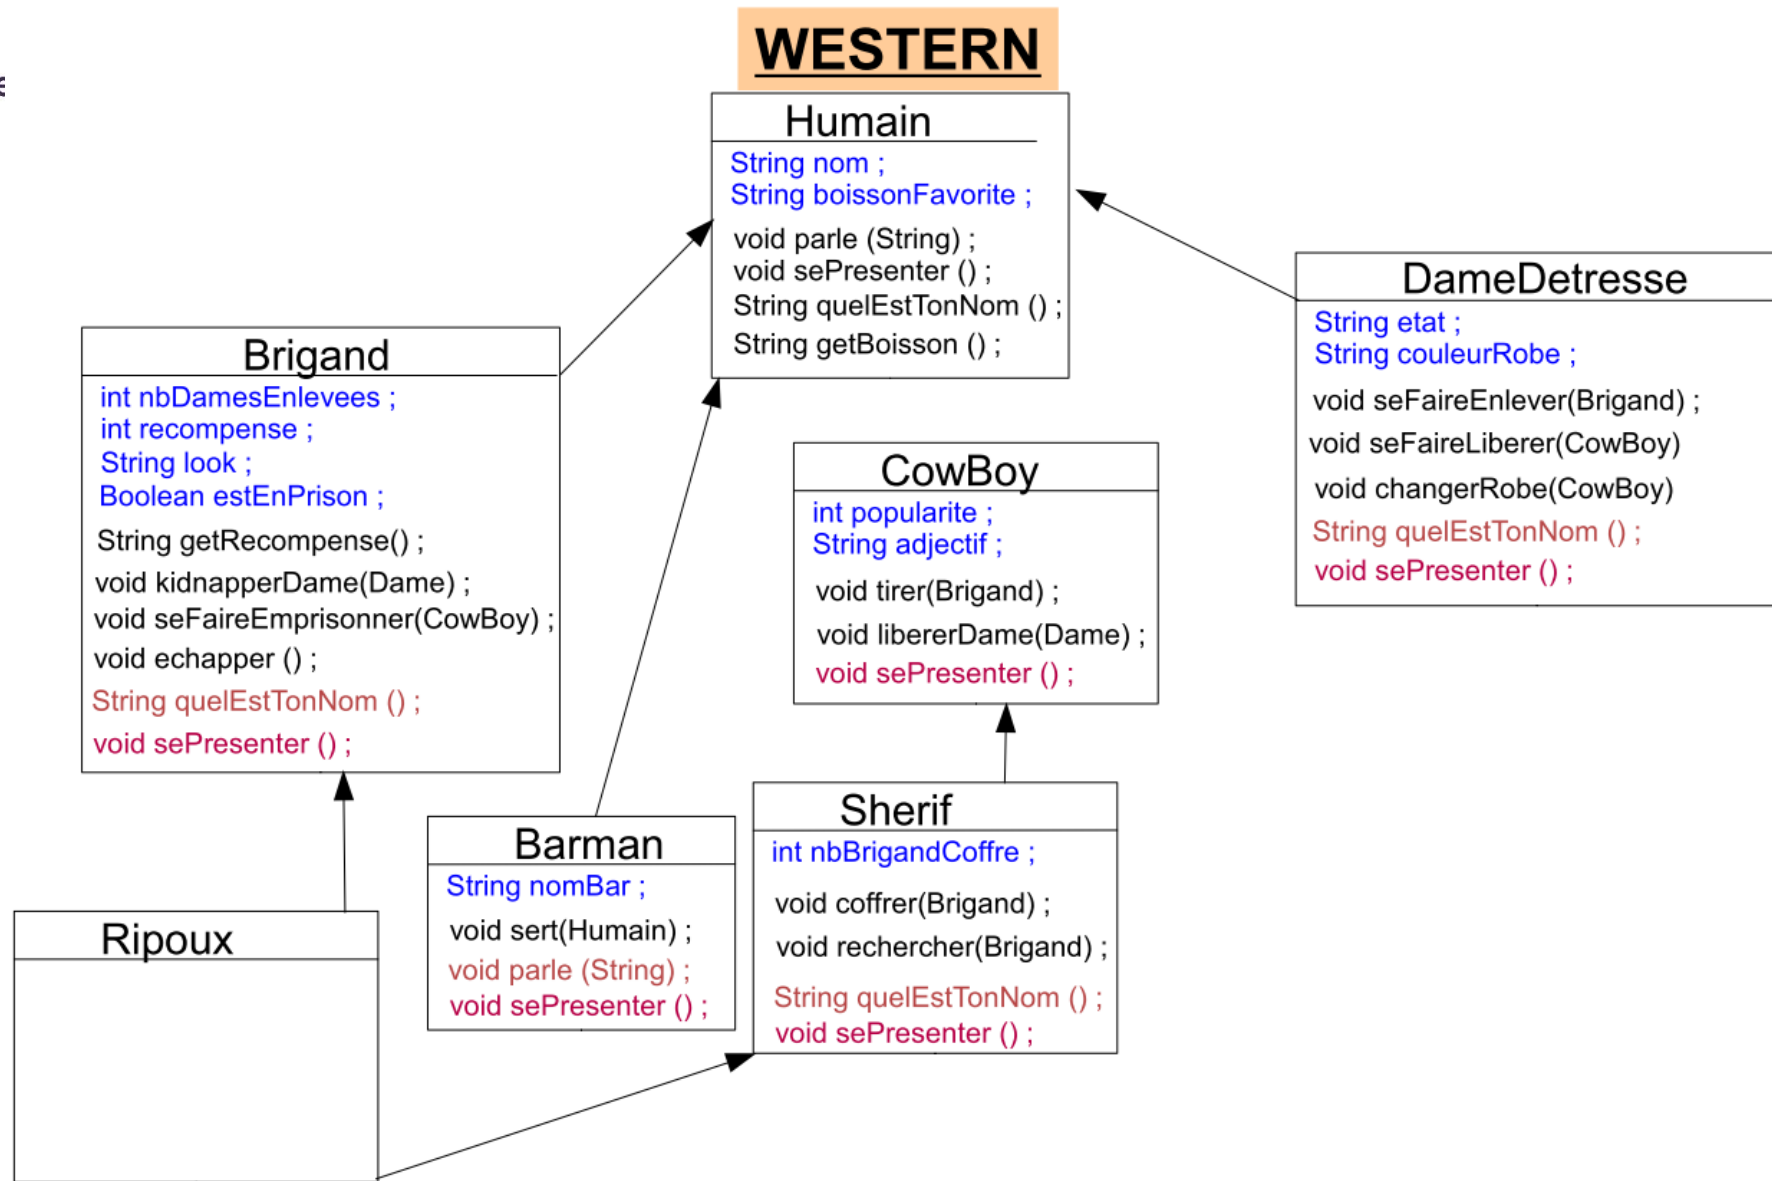 WESTERN
Humain
String nom ;
String boissonFavorite ;
void parle (String) ;
void sePresenter () ;
String quelEstTonNom () ;
String getBoisson () ;
Brigand
int nbDamesEnlevees ;
int recompense ;
String look ;
Boolean estEnPrison ;
String getRecompense() ;
void kidnapperDame(Dame) ;
void seFaireEmprisonner(CowBoy) ;
void echapper () ;
String quelEstTonNom () ;
void sePresenter () ;
DameDetresse
String etat ;
String couleurRobe ;
void seFaireEnlever(Brigand) ;
void seFaireLiberer(CowBoy)
void changerRobe(CowBoy)
String quelEstTonNom () ;
void sePresenter () ;
CowBoy
int popularite ;
String adjectif ;
void tirer(Brigand) ;
void libererDame(Dame) ;
void sePresenter () ;
Ripoux
Barman
String nomBar ;
void sert(Humain) ;
void parle (String) ;
void sePresenter () ;
Sherif
int nbBrigandCoffre ;
void coffrer(Brigand) ;
void rechercher(Brigand) ;
String quelEstTonNom () ;
void sePresenter () ;